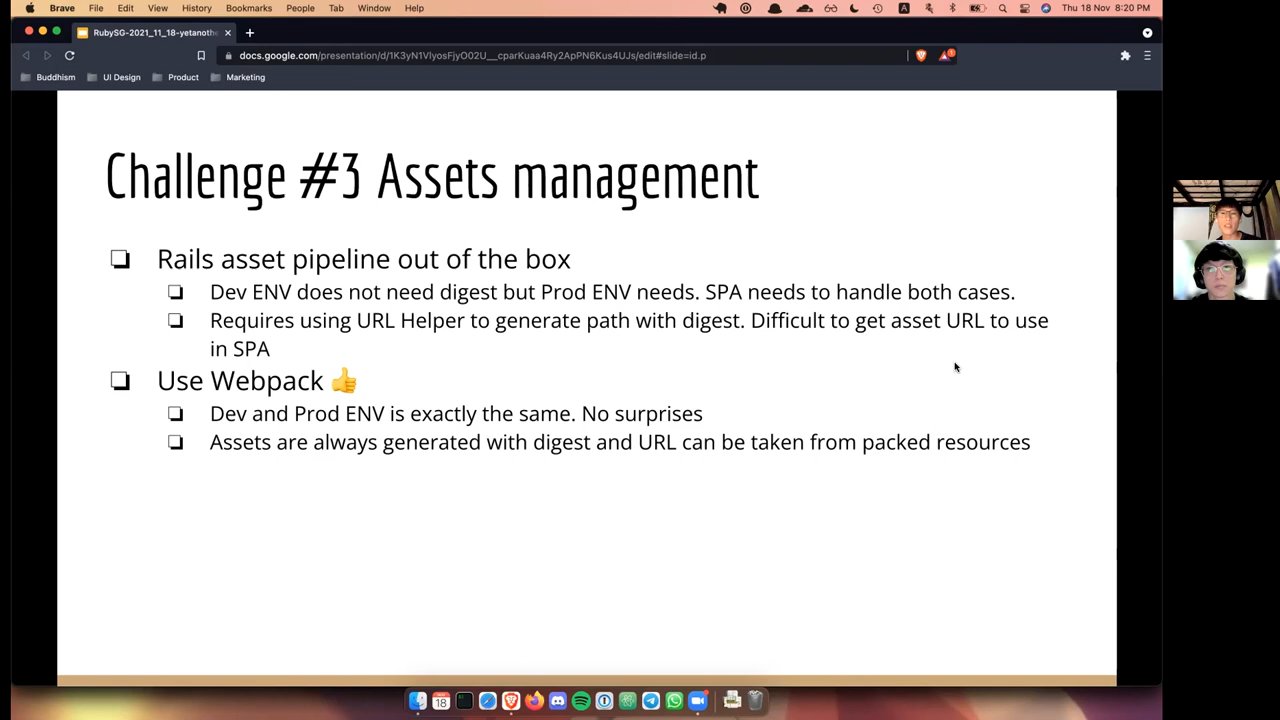 Brave File Edit View History Bookmarks People Tab Window Help Thu 18 Nov 8:20 PM
RubySG-2021_11_18-yetanothe
docs.google.com/presentation/d/1K3yN1VlyosFjyO02U__cparKuaa4Ry2ApPN6Kus4UJs/edit#slide=id.p
Buddhism UI Design Product Marketing
Challenge #3 Assets management
Rails asset pipeline out of the box
Dev ENV does not need digest but Prod ENV needs. SPA needs to handle both cases.
Requires using URL Helper to generate path with digest. Difficult to get asset URL to use
in SPA
Use Webpack 👍
Dev and Prod ENV is exactly the same. No surprises
Assets are always generated with digest and URL can be taken from packed resources
18